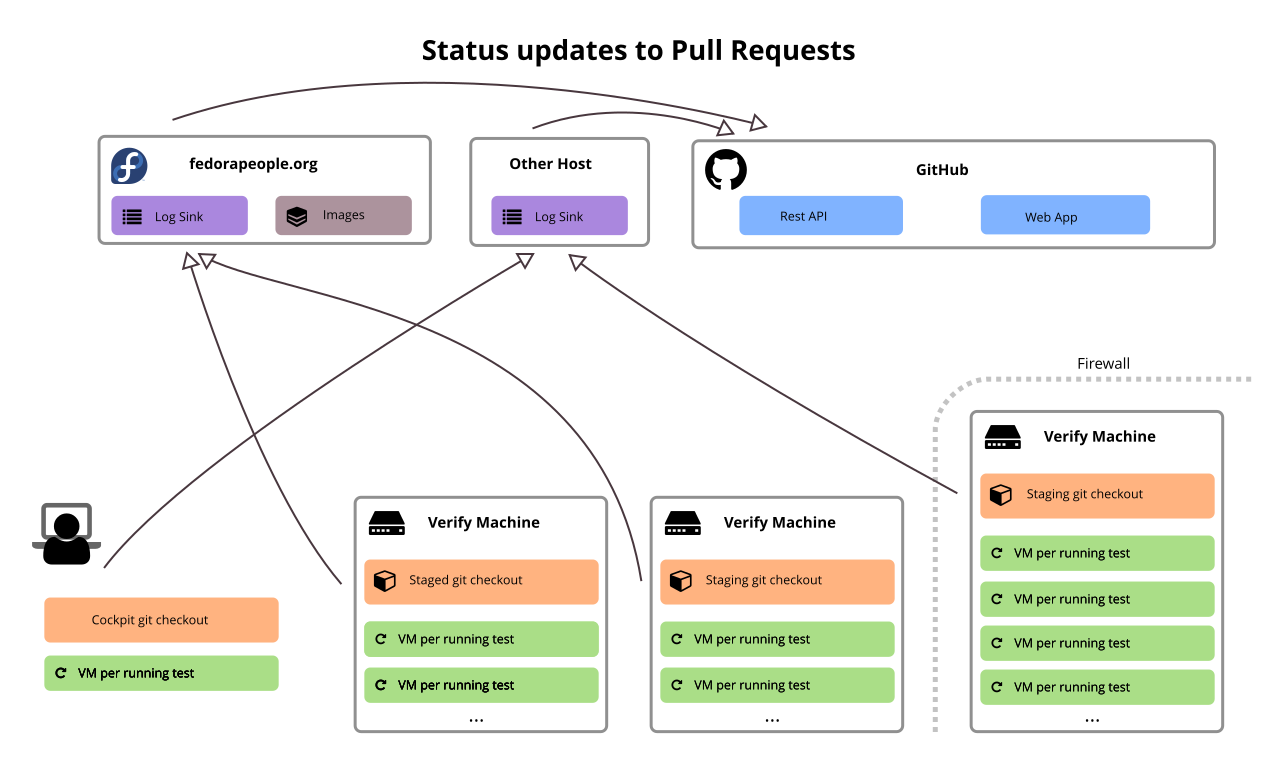 Status updates to Pull Requests
fedorapeople.org
Log Sink
Images
Other Host
Log Sink
GitHub
Rest API
Web App
Firewall
Cockpit git checkout
VM per running test
Verify Machine
Staged git checkout
VM per running test
VM per running test
...
Verify Machine
Staging git checkout
VM per running test
VM per running test
...
Verify Machine
Staging git checkout
VM per running test
VM per running test
VM per running test
VM per running test
...